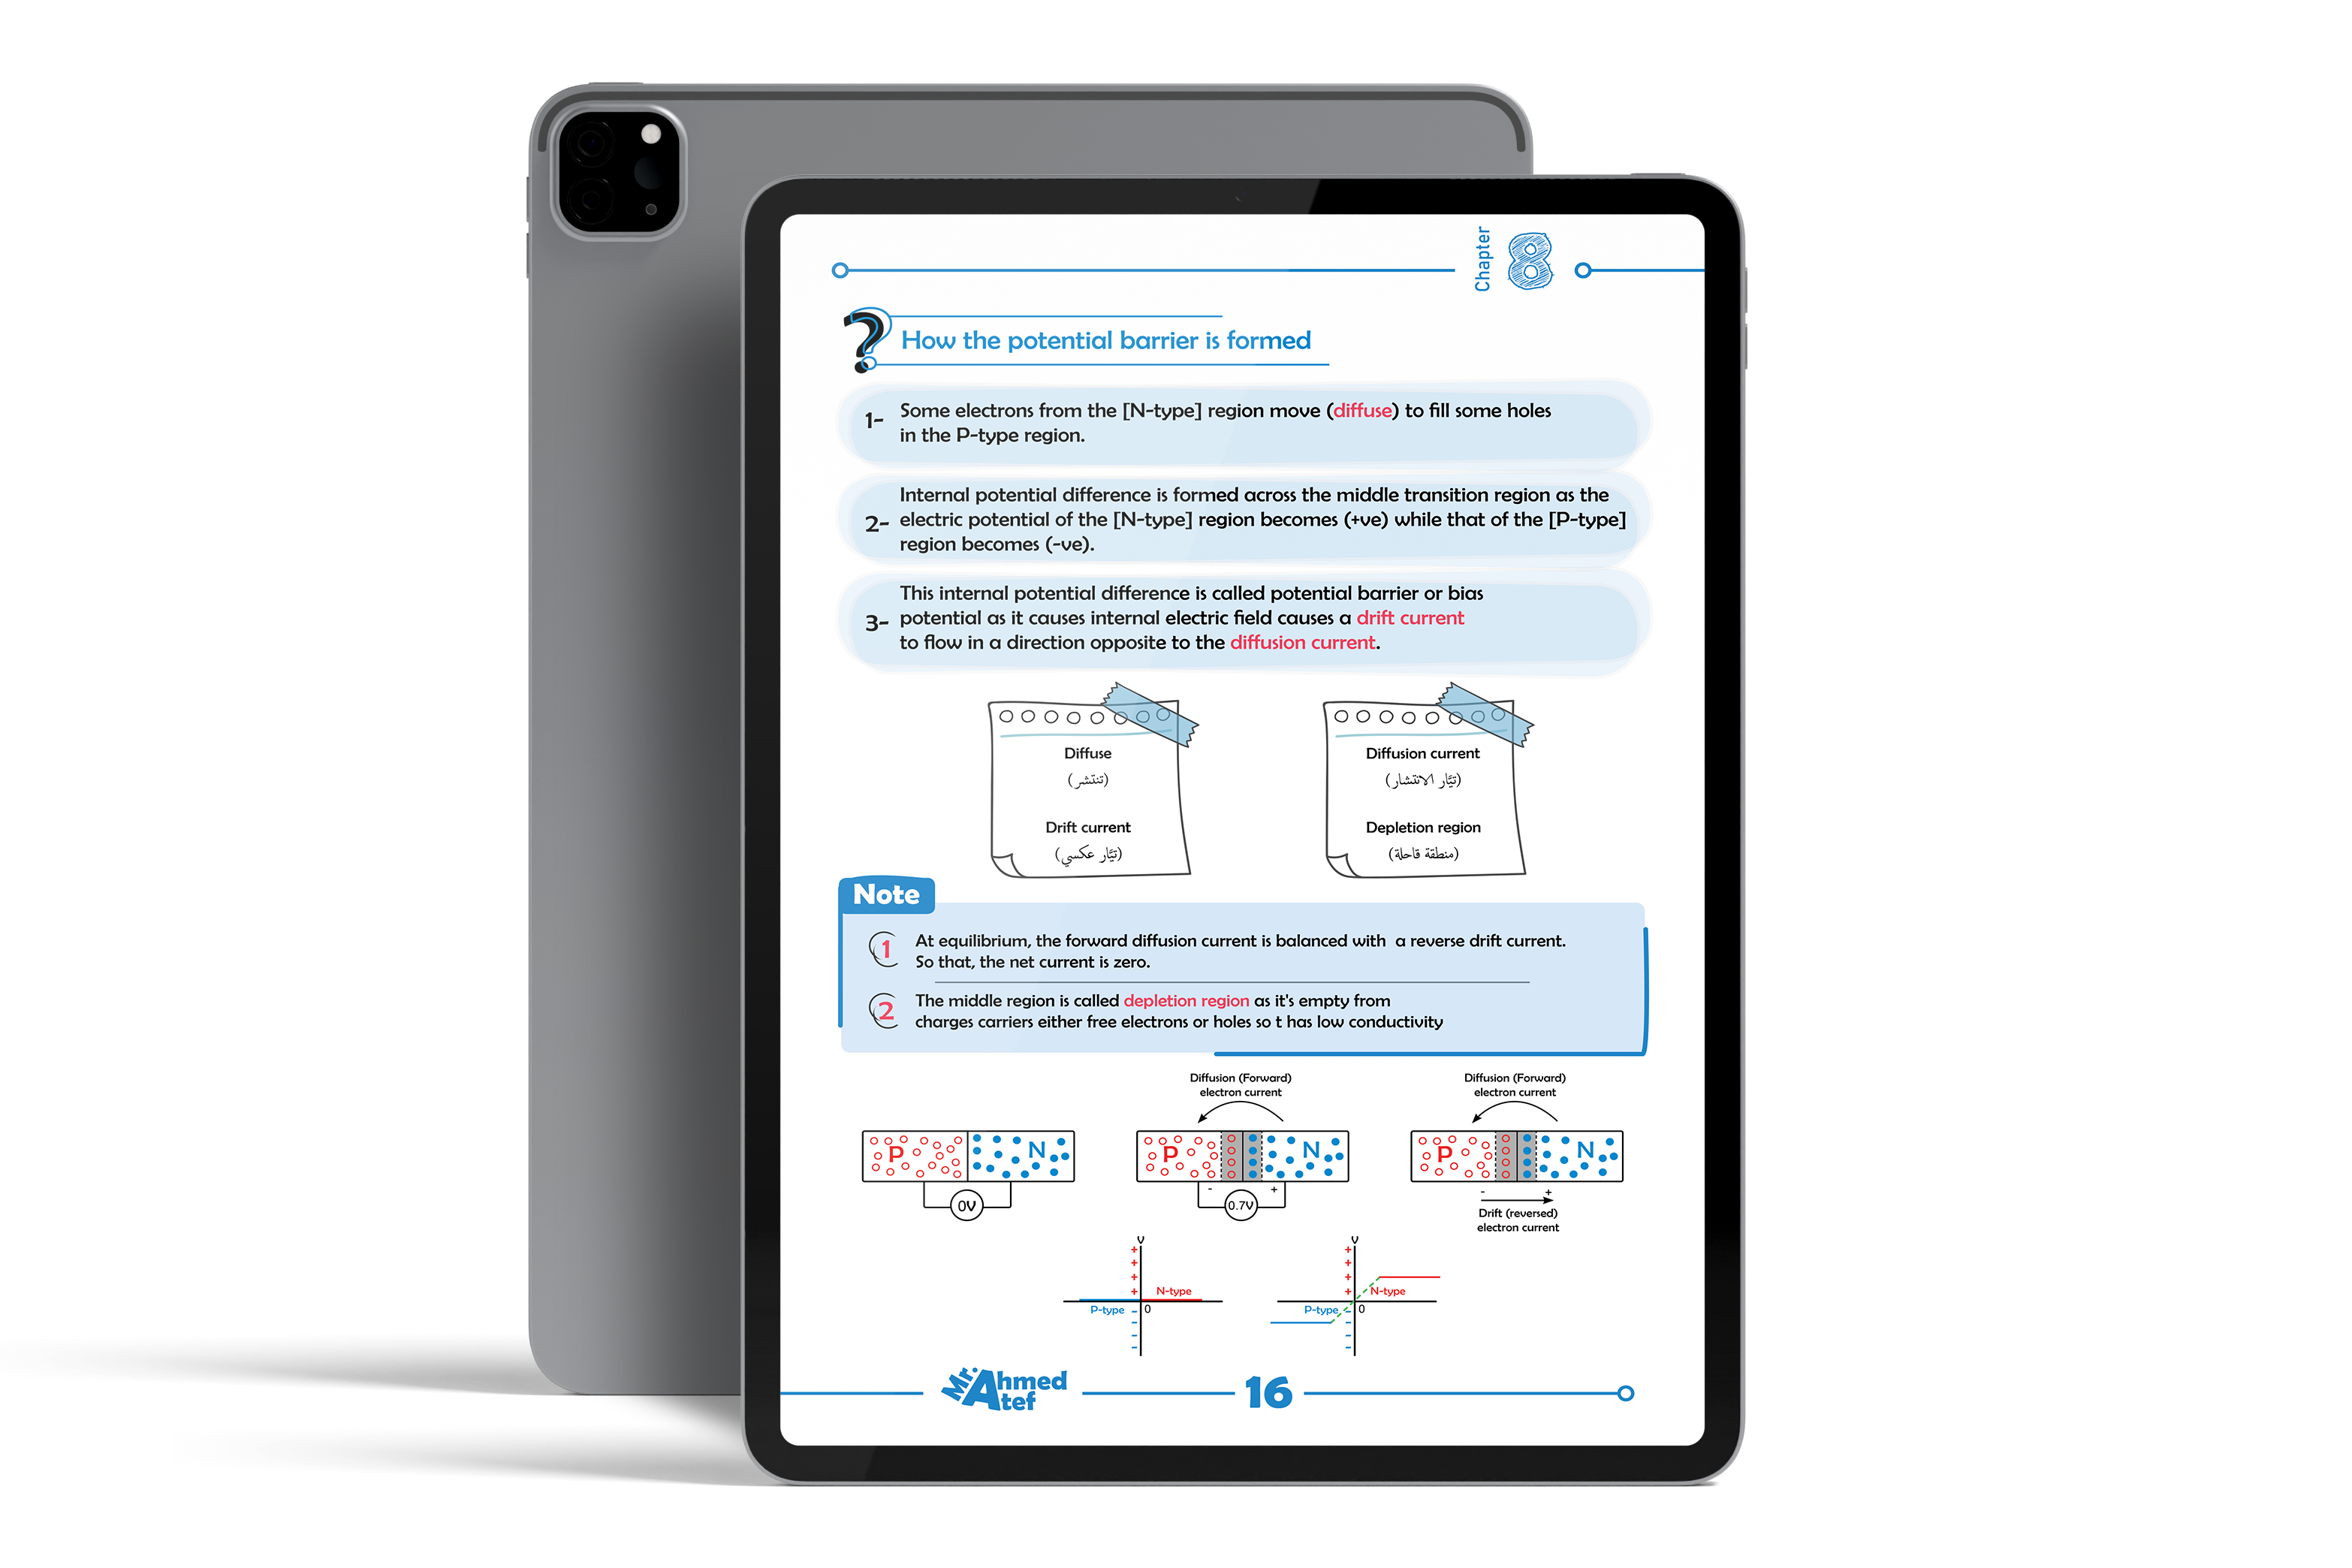 Chapter 8
How the potential barrier is formed
1- Some electrons from the [N-type] region move (diffuse) to fill some holes
in the P-type region.
Internal potential difference is formed across the middle transition region as the
2- electric potential of the [N-type] region becomes (+ve) while that of the [P-type]
region becomes (-ve).
This internal potential difference is called potential barrier or bias
3- potential as it causes internal electric field causes a drift current
to flow in a direction opposite to the diffusion current.
Diffuse
(تنتشر)
Drift current
(تيَّار عكسي)
Diffusion current
(تيَّار الانتشار)
Depletion region
(منطقة قاحلة)
Note
1 At equilibrium, the forward diffusion current is balanced with a reverse drift current.
So that, the net current is zero.
2 The middle region is called depletion region as it's empty from
charges carriers either free electrons or holes so t has low conductivity
P N
0V
Diffusion (Forward)
electron current
P N
- +
0.7V
Diffusion (Forward)
electron current
P N
- +
Drift (reversed)
electron current
V
+
+
+
+
N-type
P-type - 0
-
-
-
V
+
+
+
+
N-type
P-type - 0
-
-
-
Mr. Ahmed
Atef
16